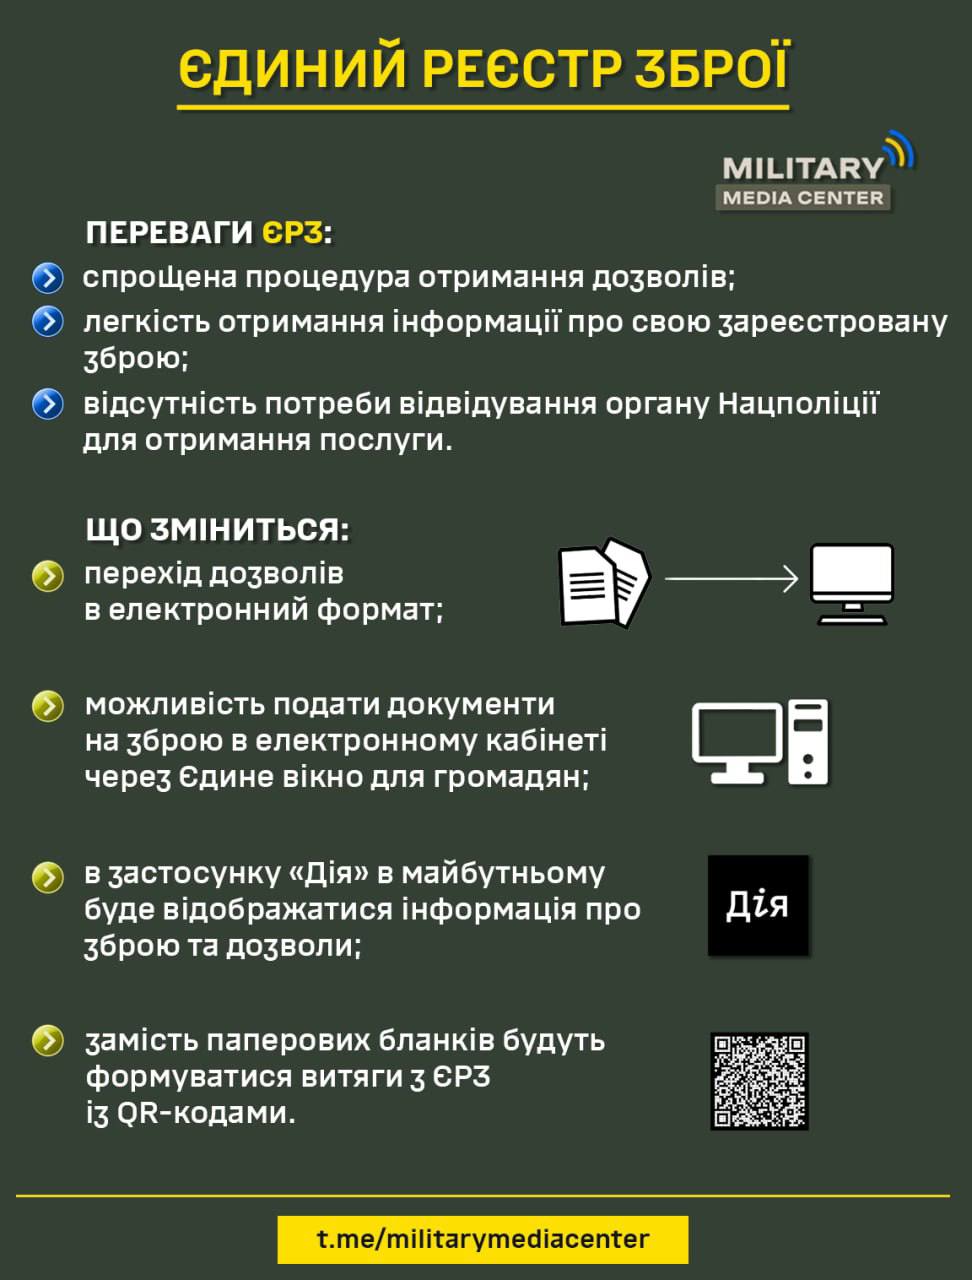 ЄДИНИЙ РЕЄСТР ЗБРОЇ
MILITARY
MEDIA CENTER
ПЕРЕВАГИ ЄРЗ:
спрощена процедура отримання дозволів;
легкість отримання інформації про свою зареєстровану
зброю;
відсутність потреби відвідування органу Нацполіції
для отримання послуги.
ЩО ЗМІНИТЬСЯ:
перехід дозволів
в електронний формат;
можливість подати документи
на зброю в електронному кабінеті
через Єдине вікно для громадян;
в застосунку «Дія» в майбутньому
буде відображатися інформація про
зброю та дозволи;
Дія
замість паперових бланків будуть
формуватися витяги з ЄРЗ
із QR-кодами.
t.me/militarymediacenter